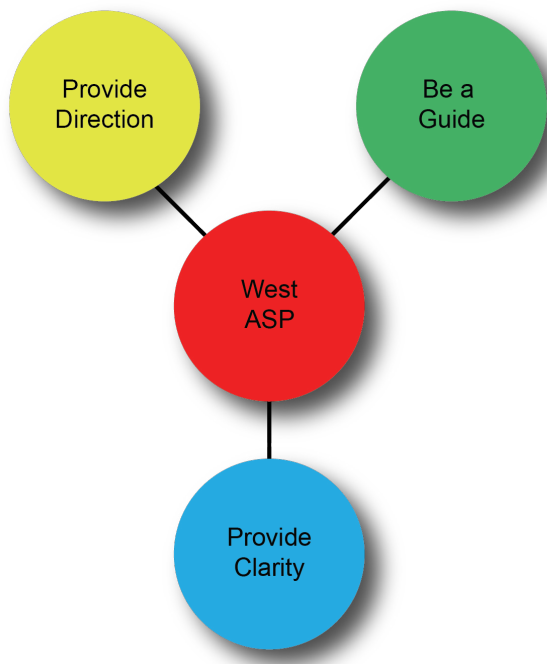 Provide
Direction
Be a
Guide
West
ASP
Provide
Clarity